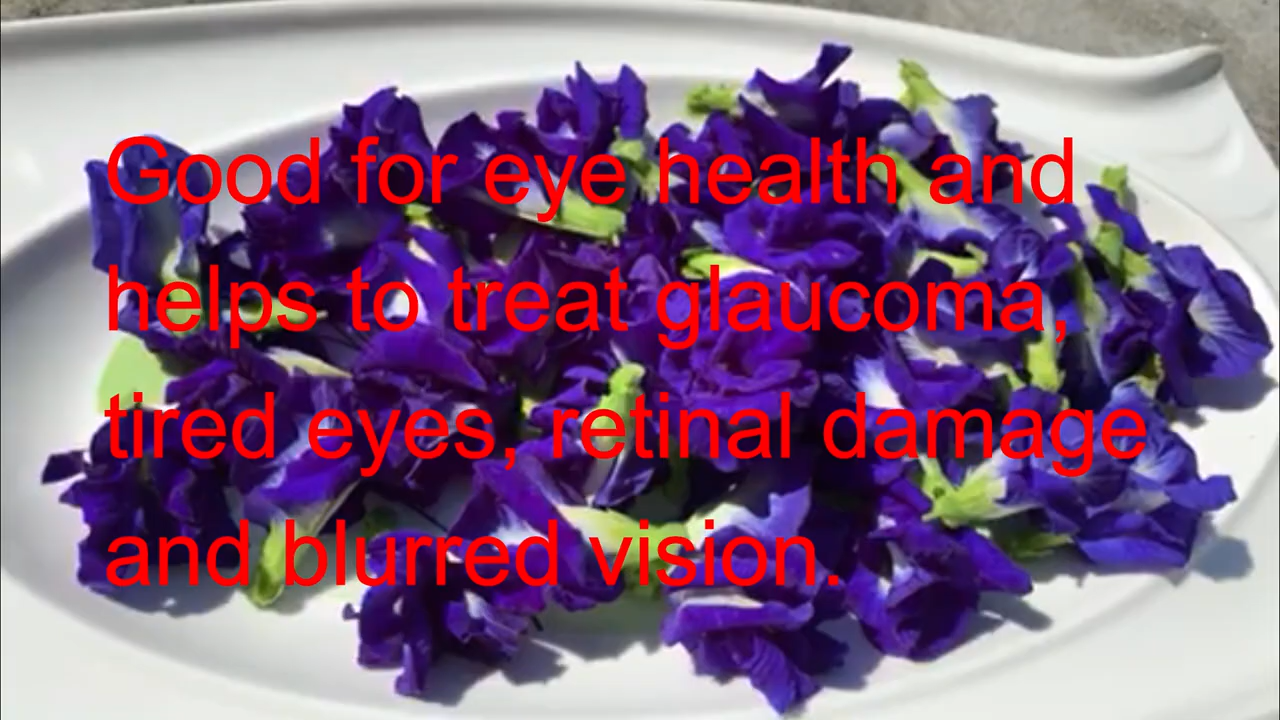 Good for eye health and
helps to treat glaucoma,
tired eyes, retinal damage
and blurred vision.